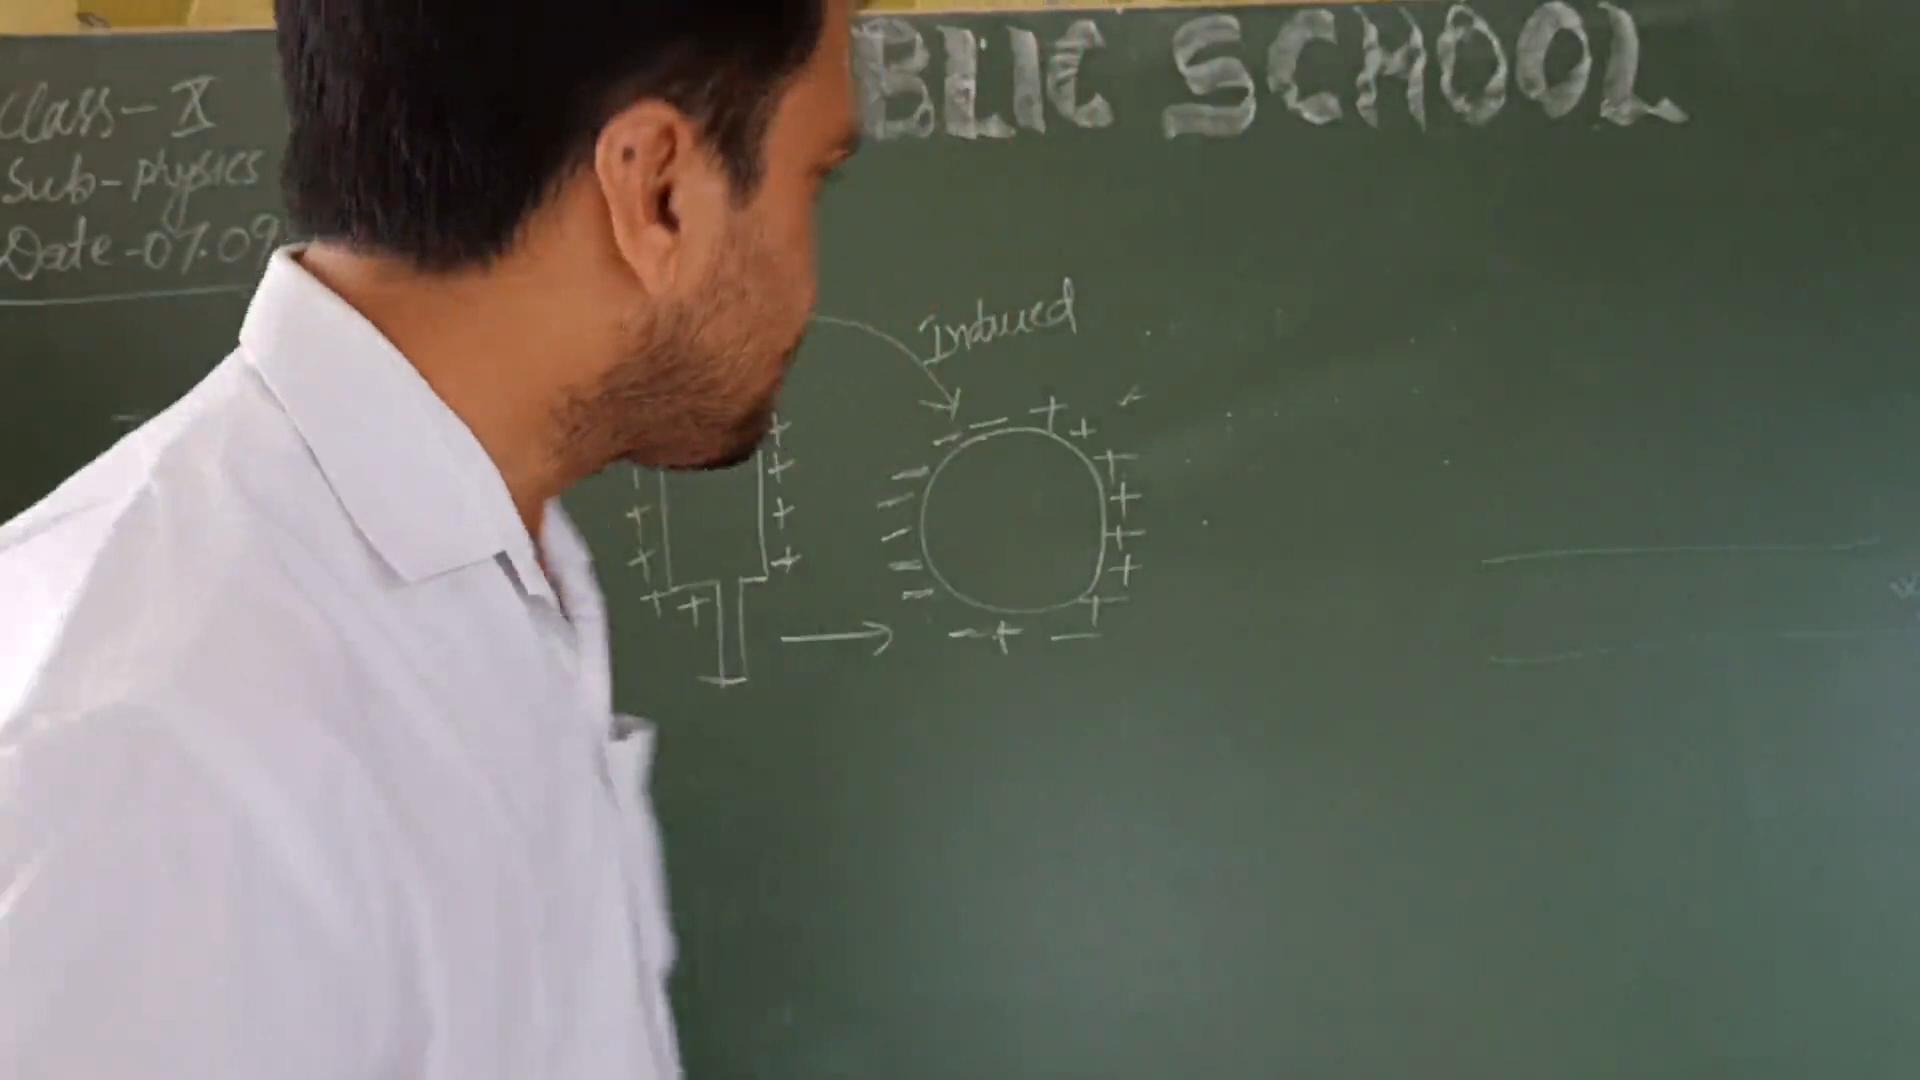 BLIC SCHOOL
Class - X
Sub - physics
Date - 07.09
Induced
+
+ +
+ +
+ +
+ +
- - + +
- +
- +
- +
- +
- +
- + -